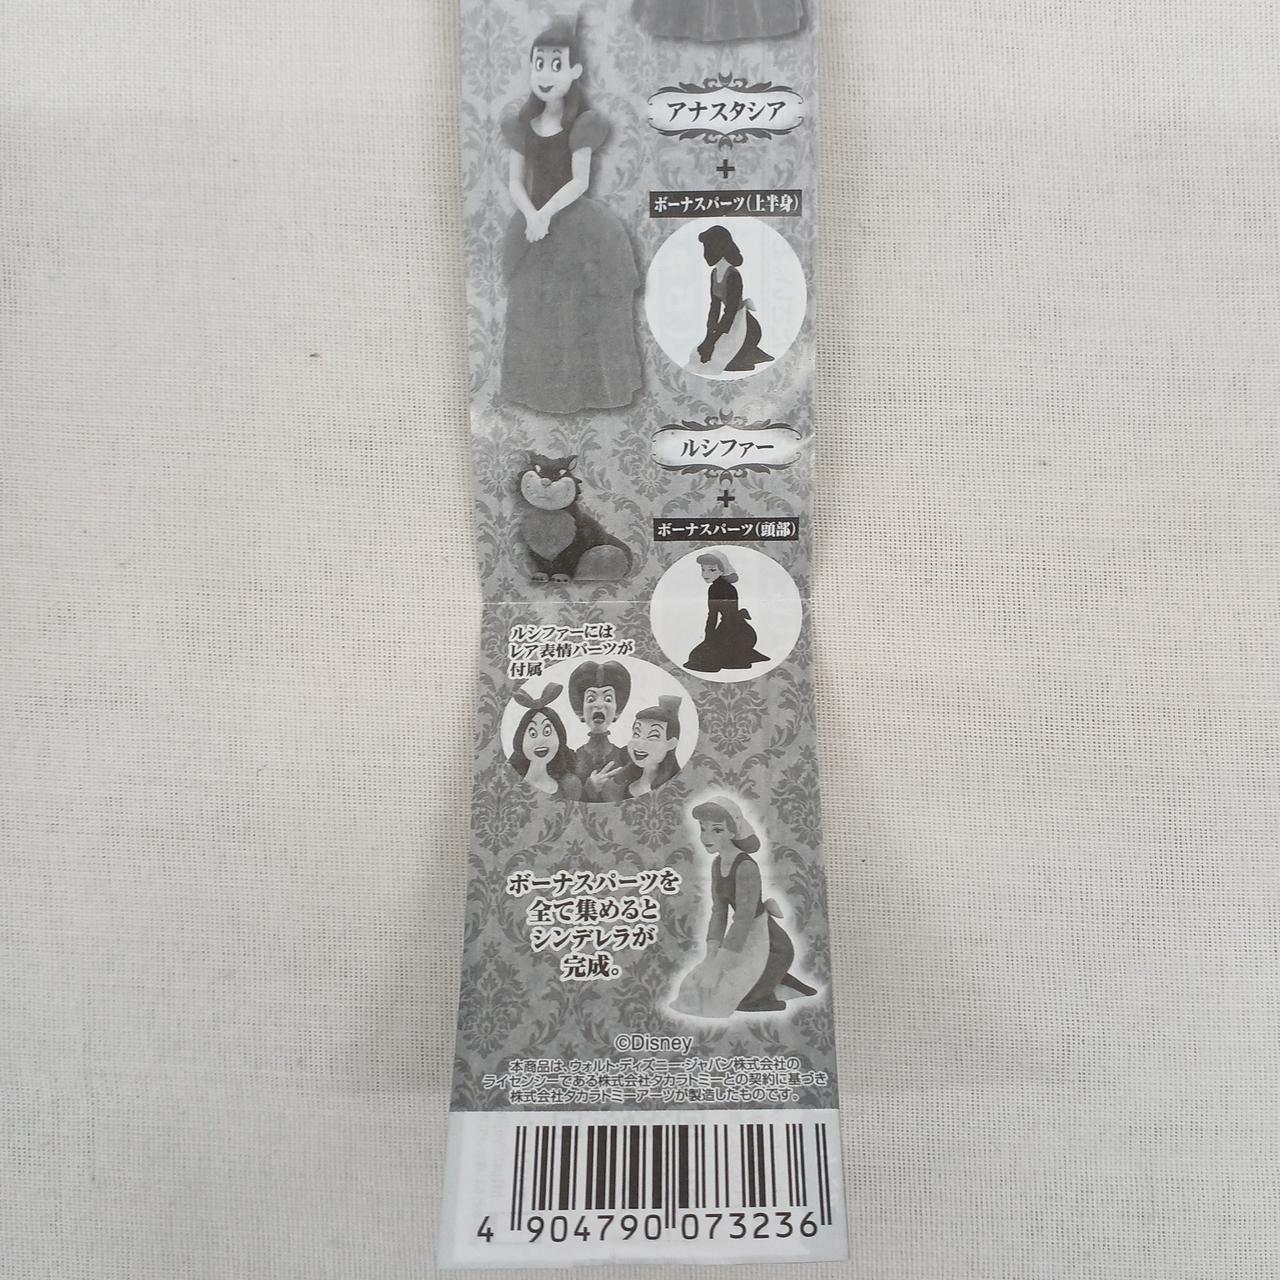 アナスタシア
+
ボーナスパーツ(上半身)
ルシファー
+
ボーナスパーツ(頭部)
ルシファーには
レア表情パーツが
付属
ボーナスパーツを
全て集めると
シンデレラが
完成。
©Disney
本商品は、ウォルト・ディズニー・ジャパン株式会社の
ライセンシーである株式会社タカラトミーとの契約に基づき
株式会社タカラトミーアーツが製造したものです。
4 904790 073236